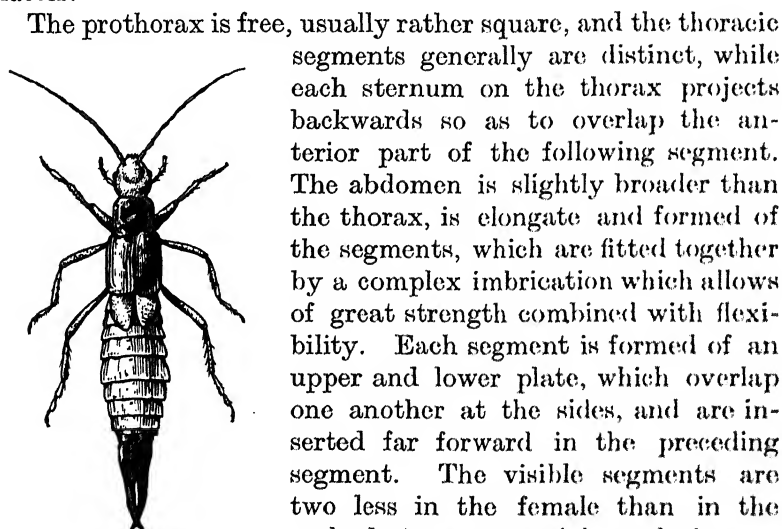 The prothorax is free, usually rather square, and the thoracic
segments generally are distinct, while
each sternum on the thorax projects
backwards so as to overlap the an-
terior part of the following segment.
The abdomen is slightly broader than
the thorax, is elongate and formed of
the segments, which are fitted together
by a complex imbrication which allows
of great strength combined with flexi-
bility. Each segment is formed of an
upper and lower plate, which overlap
one another at the sides, and are in-
serted far forward in the preceding
segment. The visible segments are
two less in the female than in the